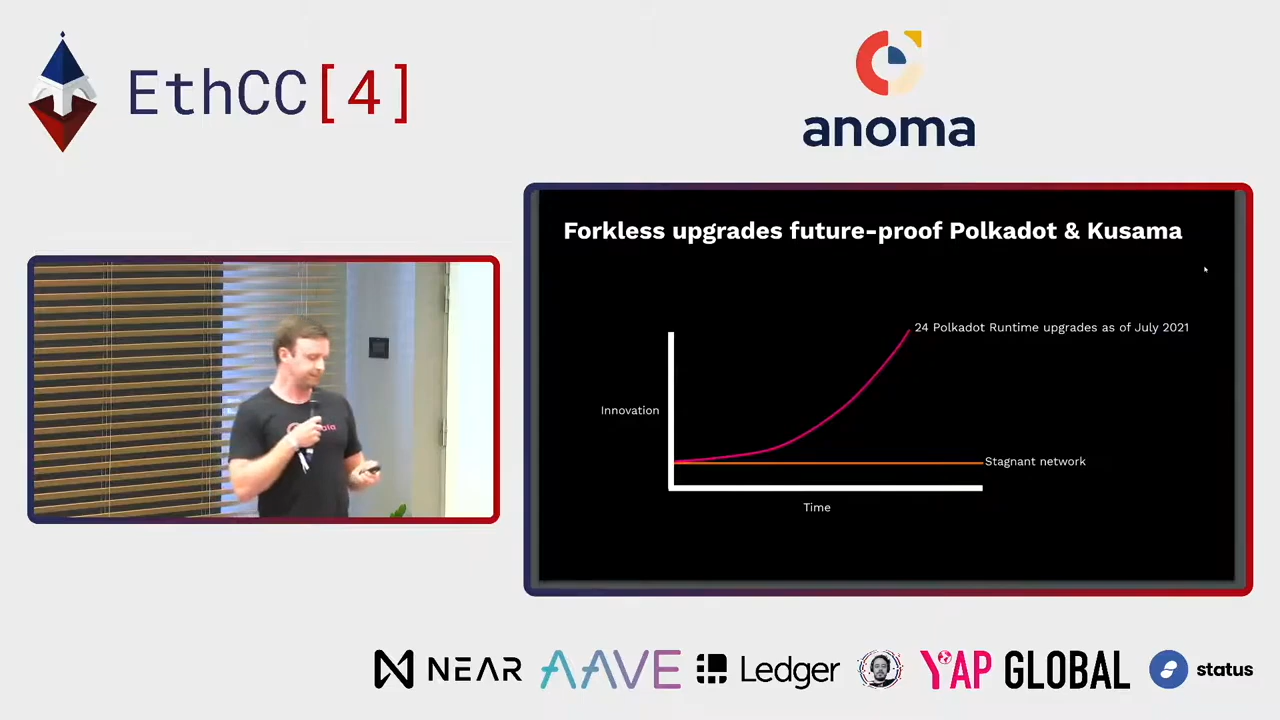 EthCC[4]
anoma
Forkless upgrades future-proof Polkadot & Kusama
24 Polkadot Runtime upgrades as of July 2021
Innovation
Stagnant network
Time
NEAR
AAVE
Ledger
YAP GLOBAL
status